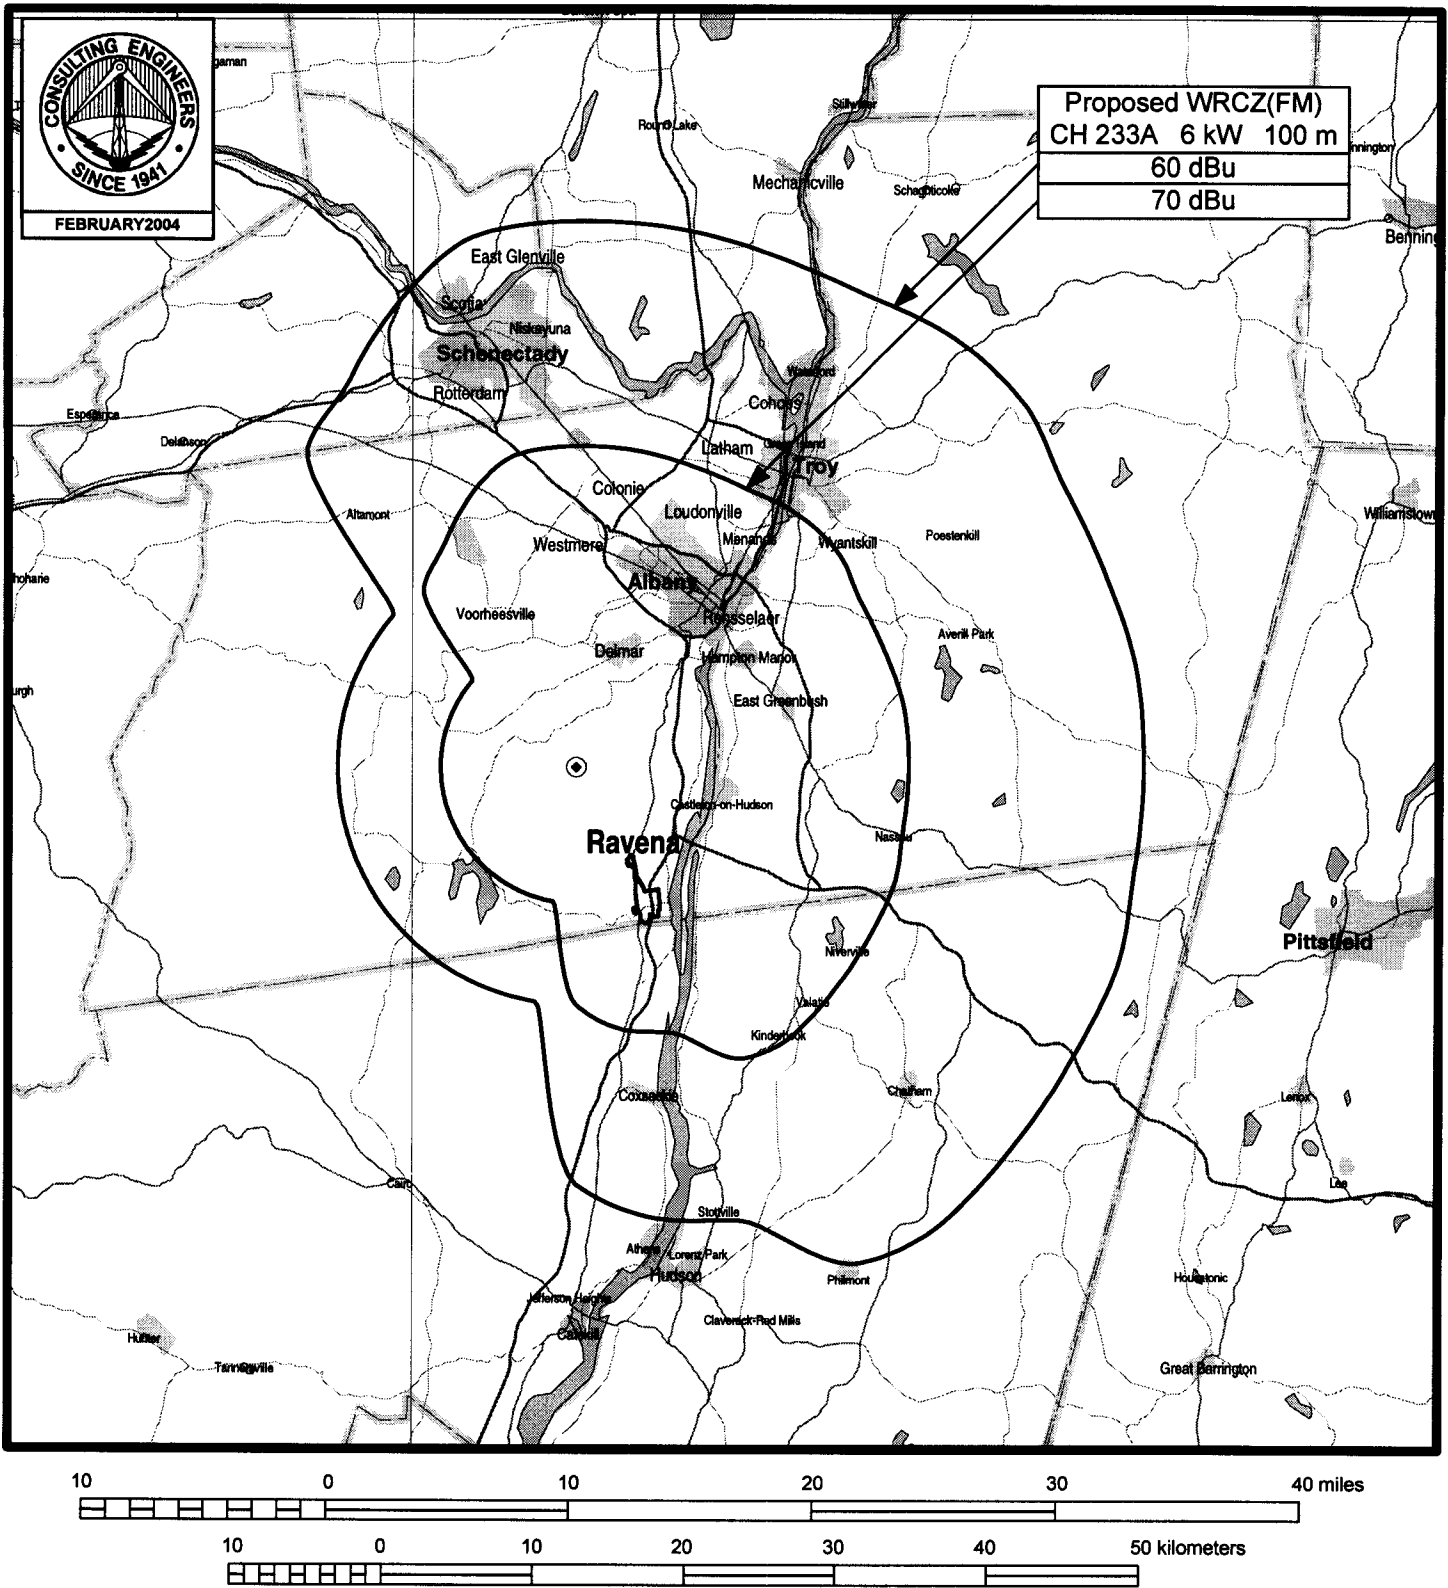 CONSULTING ENGINEERS
SINCE 1941
FEBRUARY2004
Proposed WRCZ(FM)
CH 233A 6 kW 100 m
60 dBu
70 dBu
Round Lake
Stillwater
Mechanicville
Schaghticoke
nnington
Benning
East Glenville
Scotia
Niskayuna
Schenectady
Rotterdam
Waterford
Cohoes
Esperance
Delanson
Latham
Green Island
Troy
Colonie
Altamont
Loudonville
Williamstown
Westmere
Menands
Wyantskill
Poestenkill
hoharie
Albany
Voorheesville
Rensselaer
Averill Park
Delmar
Hampton Manor
urgh
East Greenbush
Castleton-on-Hudson
Ravena
Nassau
Niverville
Pittsfield
Valatie
Kinderhook
Coxsackie
Chatham
Lenox
Cairo
Lee
Stottville
Athens
Lorenz Park
Hudson
Philmont
Housatonic
Jefferson Heights
Claverack-Red Mills
Catskill
Hunter
Tannersville
Great Barrington
10 0 10 20 30 40 miles
10 0 10 20 30 40 50 kilometers